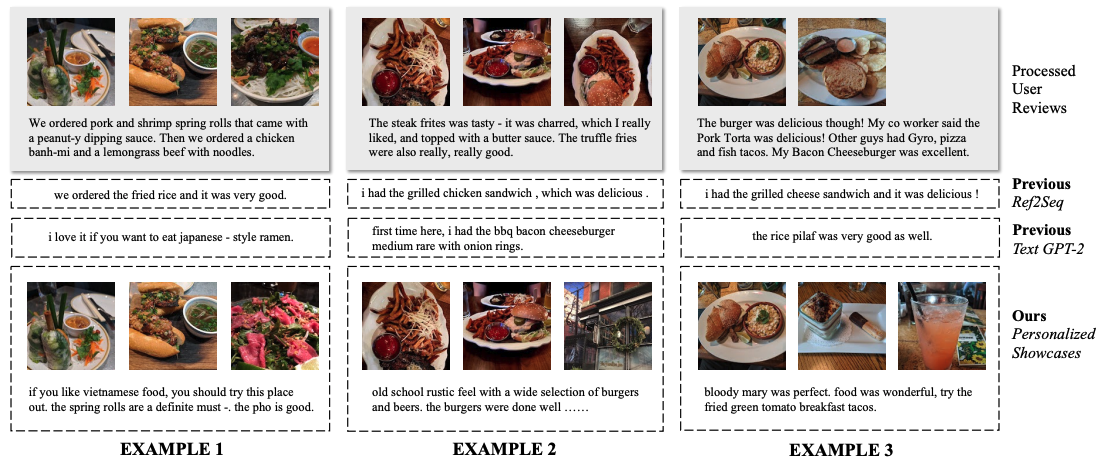 We ordered pork and shrimp spring rolls that came with
a peanut-y dipping sauce. Then we ordered a chicken
banh-mi and a lemongrass beef with noodles.
The steak frites was tasty - it was charred, which I really
liked, and topped with a butter sauce. The truffle fries
were also really, really good.
The burger was delicious though! My co worker said the
Pork Torta was delicious! Other guys had Gyro, pizza
and fish tacos. My Bacon Cheeseburger was excellent.
Processed
User
Reviews
we ordered the fried rice and it was very good.
i had the grilled chicken sandwich , which was delicious .
i had the grilled cheese sandwich and it was delicious !
Previous
Ref2Seq
i love it if you want to eat japanese - style ramen.
first time here, i had the bbq bacon cheeseburger
medium rare with onion rings.
the rice pilaf was very good as well.
Previous
Text GPT-2
if you like vietnamese food, you should try this place
out. the spring rolls are a definite must -. the pho is good.
old school rustic feel with a wide selection of burgers
and beers. the burgers were done well ……
bloody mary was perfect. food was wonderful, try the
fried green tomato breakfast tacos.
Ours
Personalized
Showcases
EXAMPLE 1
EXAMPLE 2
EXAMPLE 3